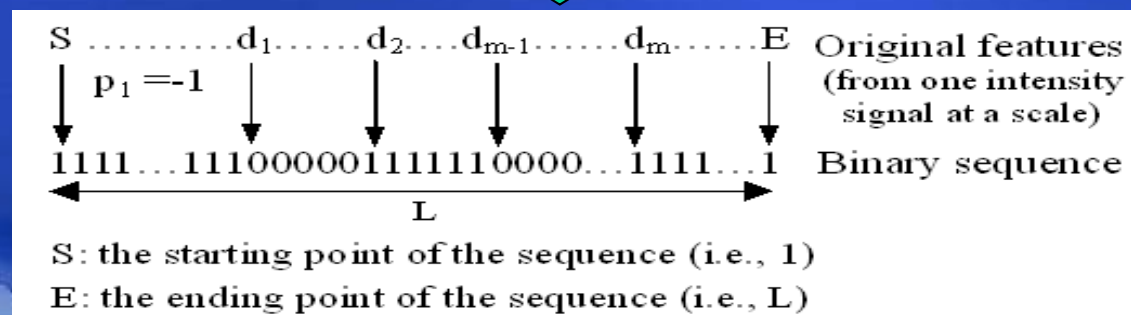 S ..........d₁......d₂....dₘ₋₁......dₘ......E Original features
p₁ =-1 (from one intensity
signal at a scale)
1111...11100000011111110000...1111...1 Binary sequence
L
S: the starting point of the sequence (i.e., 1)
E: the ending point of the sequence (i.e., L)